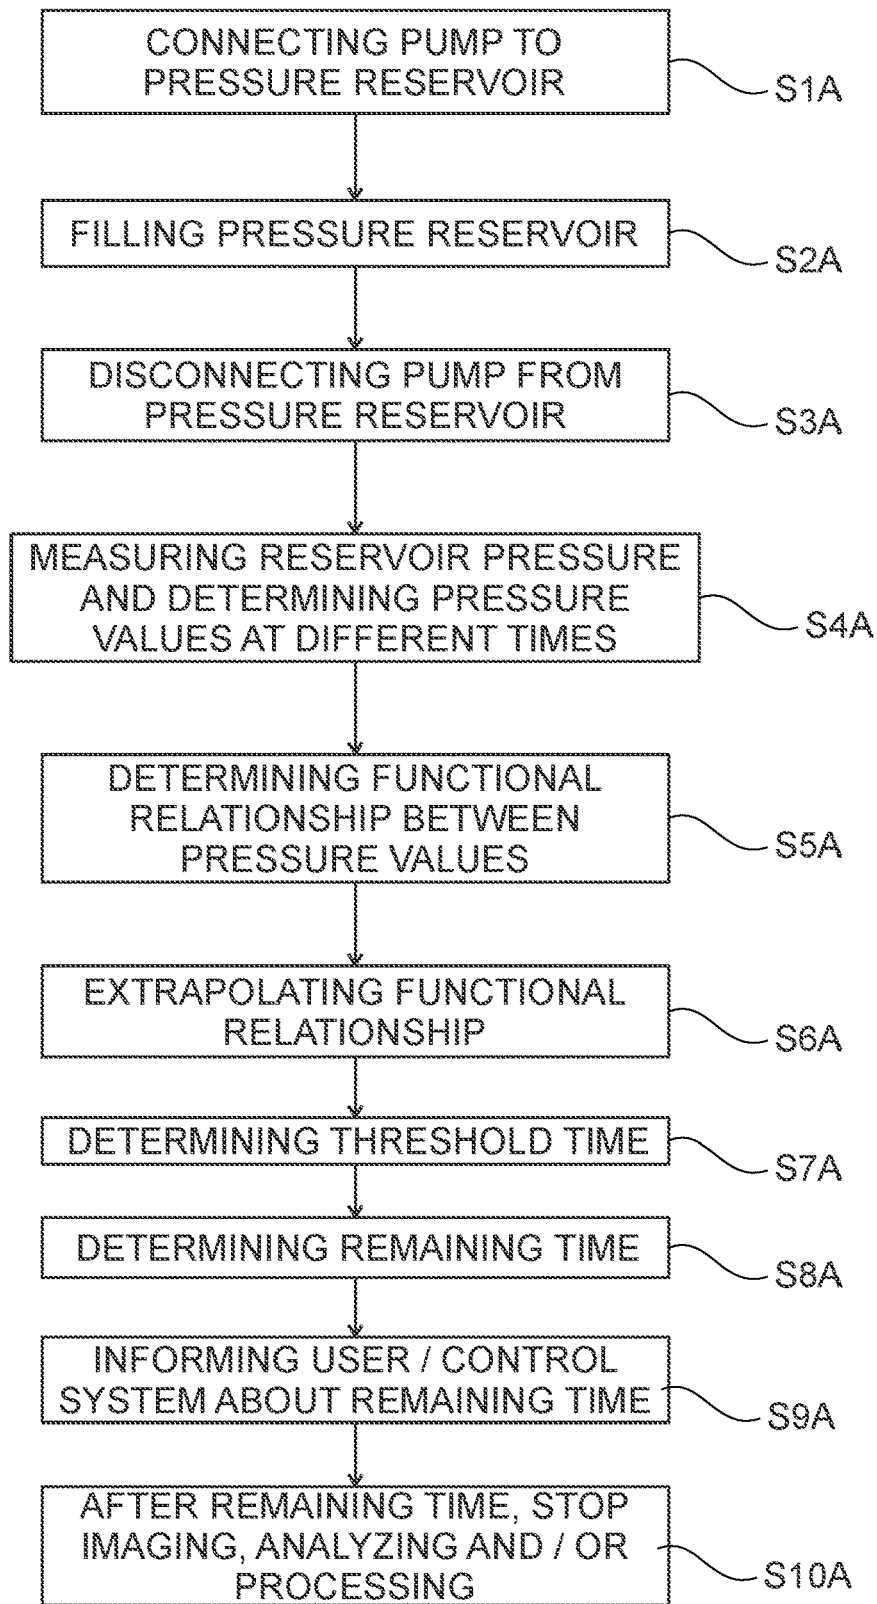 CONNECTING PUMP TO
PRESSURE RESERVOIR
S1A
FILLING PRESSURE RESERVOIR
S2A
DISCONNECTING PUMP FROM
PRESSURE RESERVOIR
S3A
MEASURING RESERVOIR PRESSURE
AND DETERMINING PRESSURE
VALUES AT DIFFERENT TIMES
S4A
DETERMINING FUNCTIONAL
RELATIONSHIP BETWEEN
PRESSURE VALUES
S5A
EXTRAPOLATING FUNCTIONAL
RELATIONSHIP
S6A
DETERMINING THRESHOLD TIME
S7A
DETERMINING REMAINING TIME
S8A
INFORMING USER / CONTROL
SYSTEM ABOUT REMAINING TIME
S9A
AFTER REMAINING TIME, STOP
IMAGING, ANALYZING AND / OR
PROCESSING
S10A